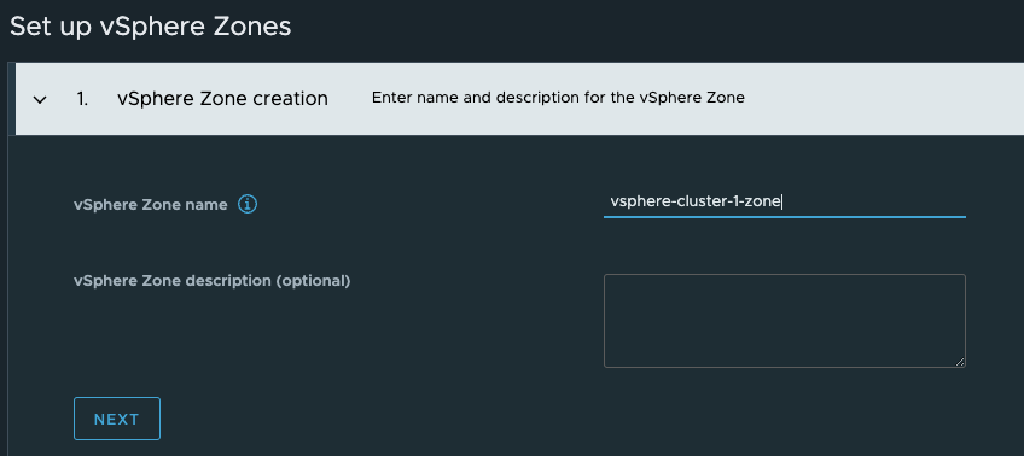 Set up vSphere Zones
1. vSphere Zone creation Enter name and description for the vSphere Zone
vSphere Zone name vsphere-cluster-1-zone
vSphere Zone description (optional)
NEXT